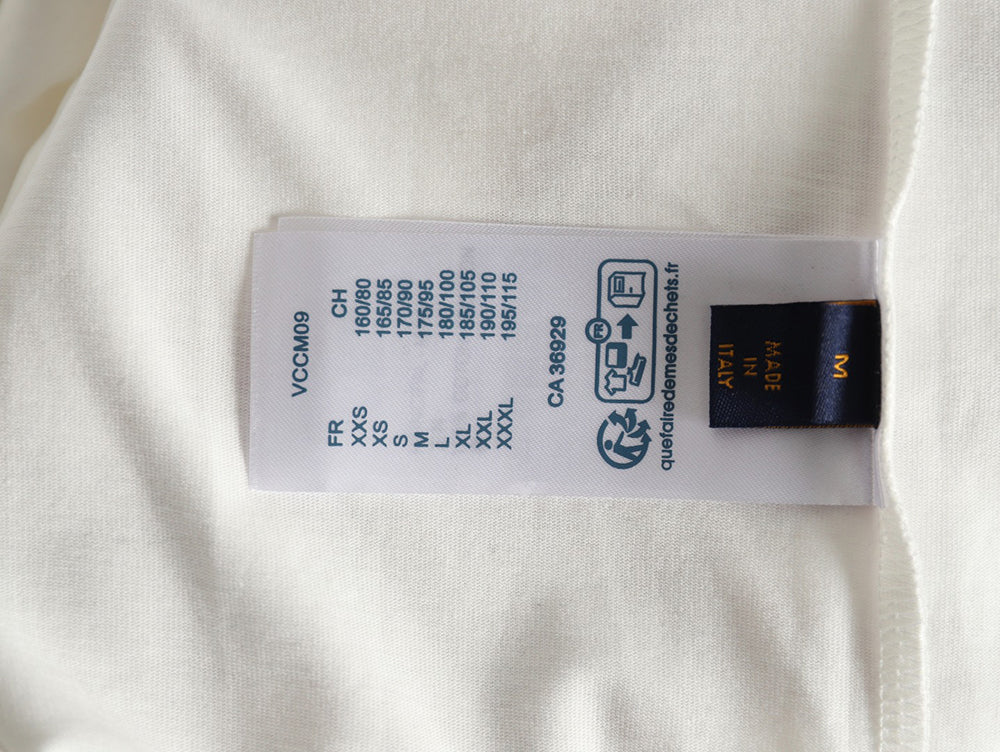 VCCM09
FR CH
XXS 160/80
XS 165/85
S 170/90
M 175/95
L 180/100
XL 185/105
XXL 190/110
XXXL 195/115
CA 36929
FR
quefairedemesdechets.fr
M
MADE
IN
ITALY